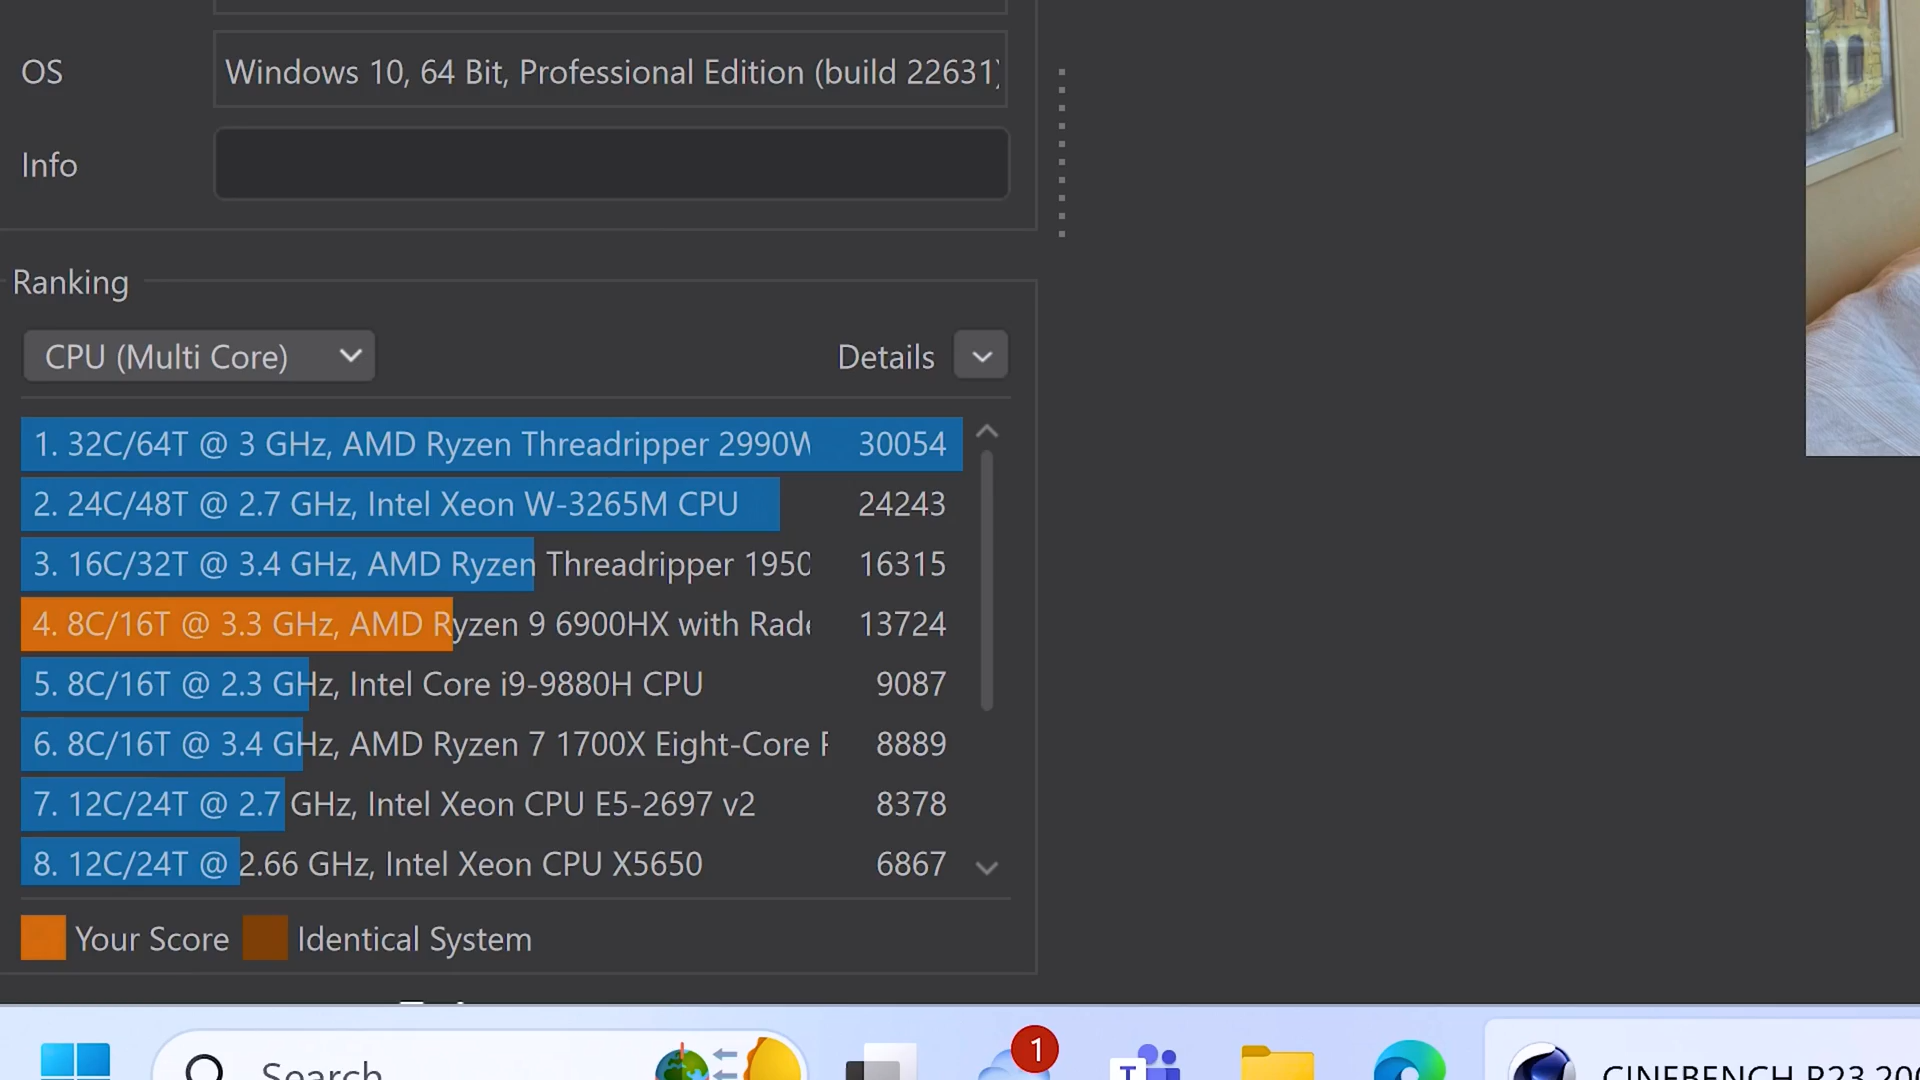 OS
Windows 10, 64 Bit, Professional Edition (build 22631)
Info
Ranking
CPU (Multi Core)
Details
1. 32C/64T @ 3 GHz, AMD Ryzen Threadripper 2990W 30054
2. 24C/48T @ 2.7 GHz, Intel Xeon W-3265M CPU 24243
3. 16C/32T @ 3.4 GHz, AMD Ryzen Threadripper 1950 16315
4. 8C/16T @ 3.3 GHz, AMD Ryzen 9 6900HX with Rade 13724
5. 8C/16T @ 2.3 GHz, Intel Core i9-9880H CPU 9087
6. 8C/16T @ 3.4 GHz, AMD Ryzen 7 1700X Eight-Core 8889
7. 12C/24T @ 2.7 GHz, Intel Xeon CPU E5-2697 v2 8378
8. 12C/24T @ 2.66 GHz, Intel Xeon CPU X5650 6867
Your Score
Identical System
Search
1
T
CINEBENCH R23.200